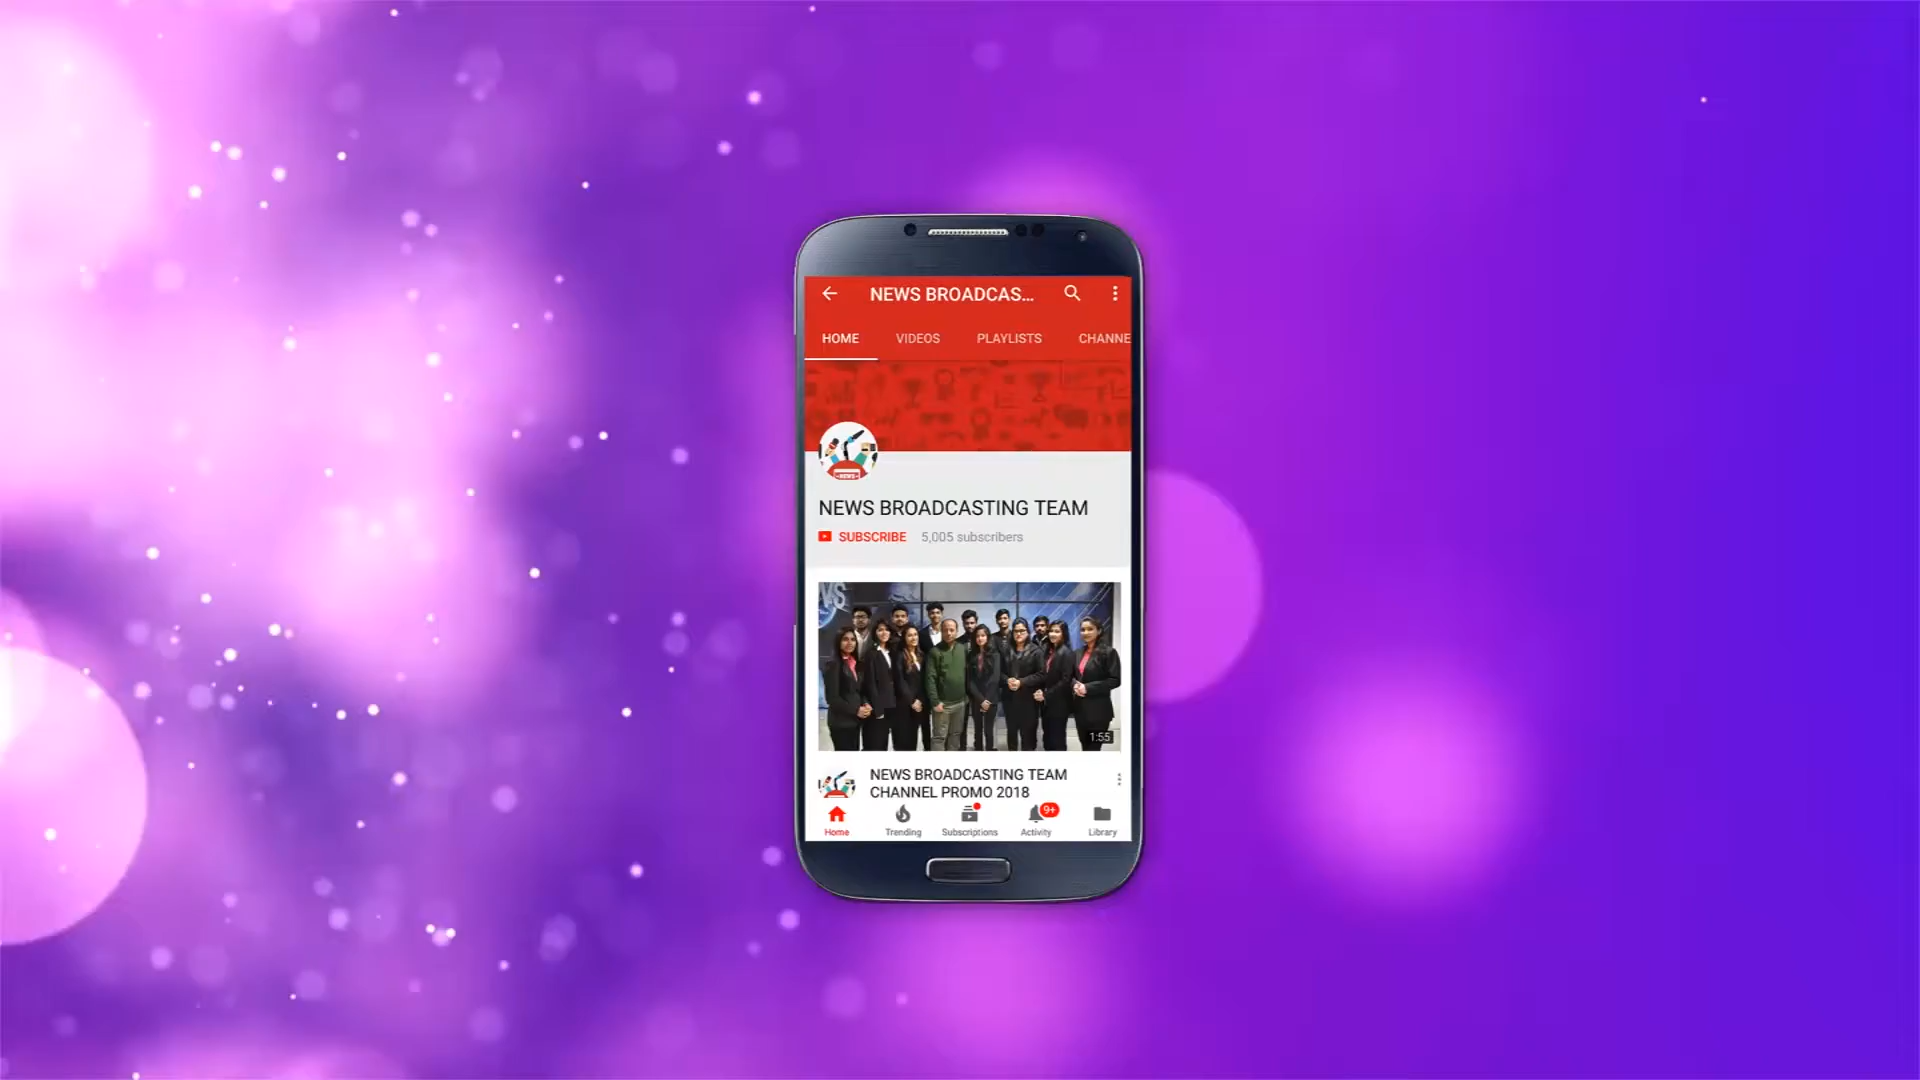 NEWS BROADCAS...
HOME VIDEOS PLAYLISTS CHANNE
NEWS
NEWS BROADCASTING TEAM
SUBSCRIBE 5,005 subscribers
1:55
NEWS BROADCASTING TEAM
CHANNEL PROMO 2018
9+
Home Trending Subscriptions Activity Library